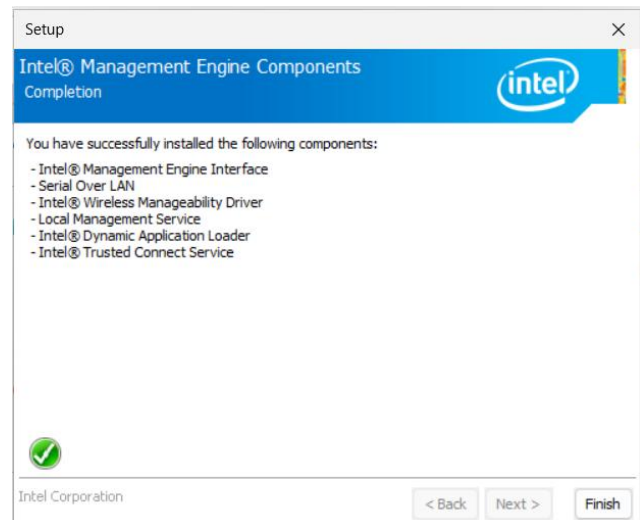 Setup
Intel® Management Engine Components
Completion
intel
You have successfully installed the following components:
- Intel® Management Engine Interface
- Serial Over LAN
- Intel® Wireless Manageability Driver
- Local Management Service
- Intel® Dynamic Application Loader
- Intel® Trusted Connect Service
Intel Corporation
< Back Next > Finish